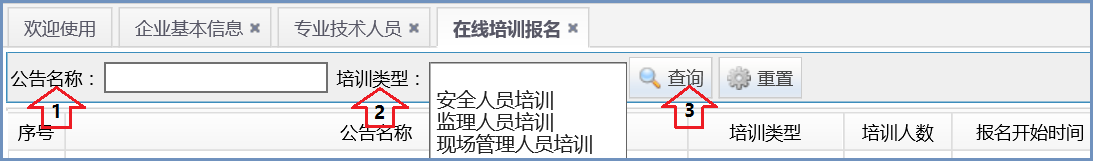 欢迎使用 企业基本信息 × 专业技术人员 × 在线培训报名 ×
公告名称： 培训类型： 查询 重置
安全人员培训
监理人员培训
现场管理人员培训
1 2 3
序号 公告名称 培训类型 培训人数 报名开始时间